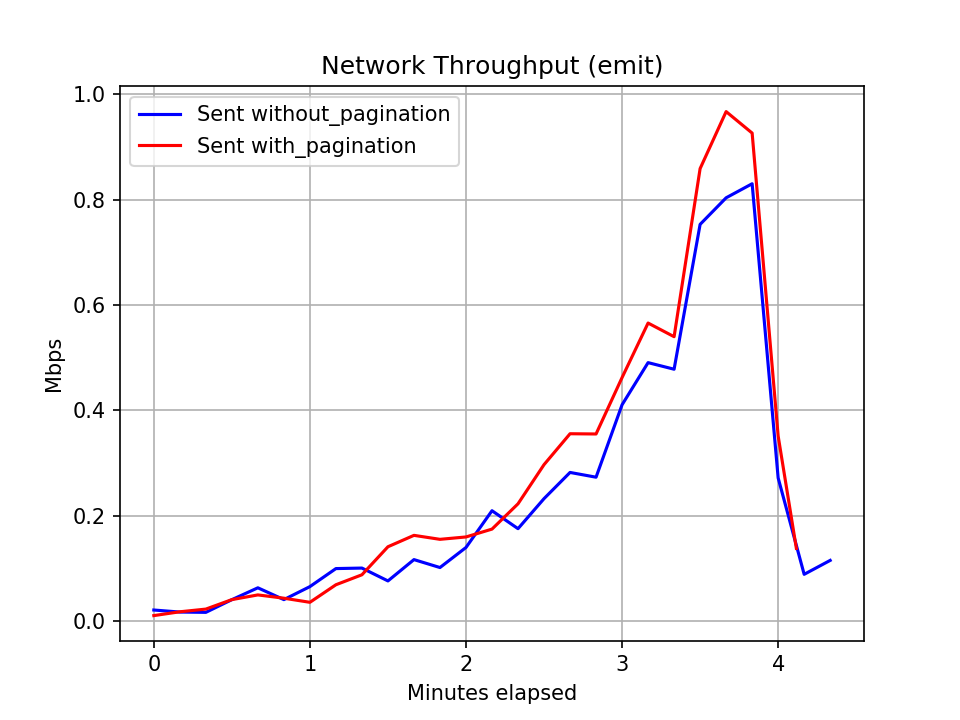 Network Throughput (emit)
Sent without_pagination
Sent with_pagination
Mbps
1.0
0.8
0.6
0.4
0.2
0.0
0 1 2 3 4
Minutes elapsed